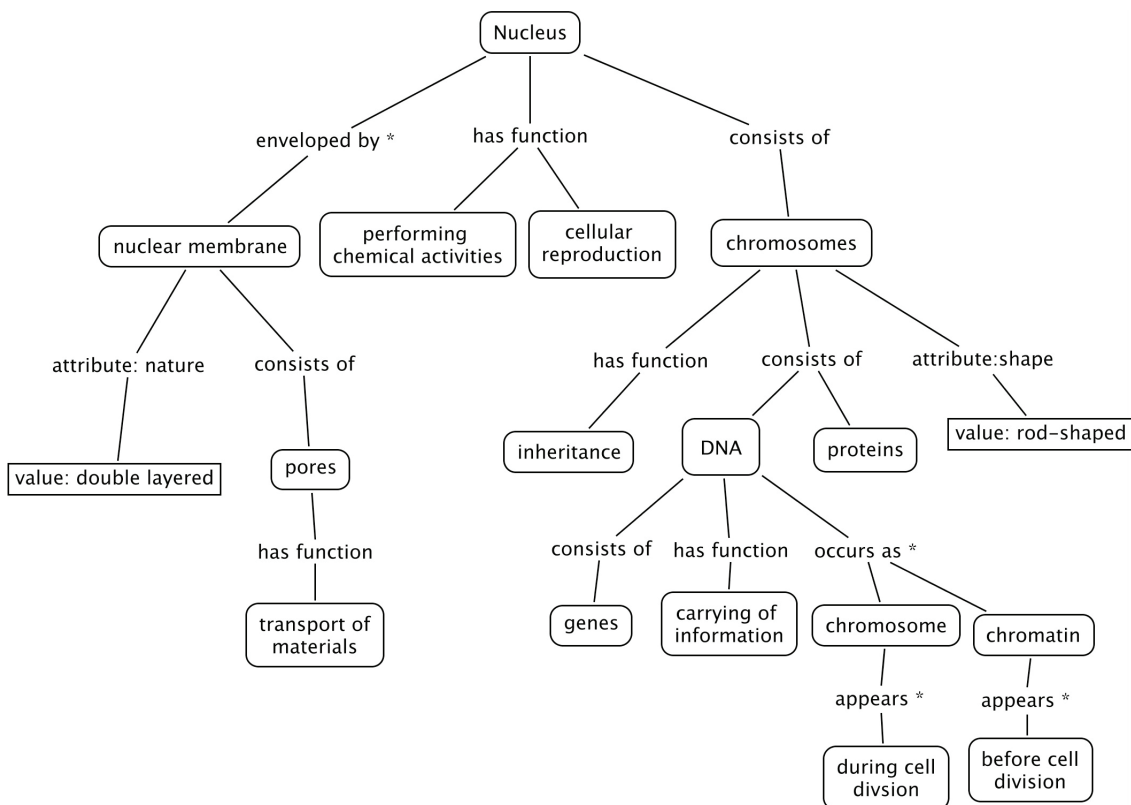 Nucleus
enveloped by *
has function
consists of
nuclear membrane
performing
chemical activities
cellular
reproduction
chromosomes
attribute: nature
consists of
has function
consists of
attribute:shape
value: double layered
pores
inheritance
DNA
proteins
value: rod-shaped
has function
consists of
has function
occurs as *
transport of
materials
genes
carrying of
information
chromosome
chromatin
appears *
appears *
during cell
divsion
before cell
division